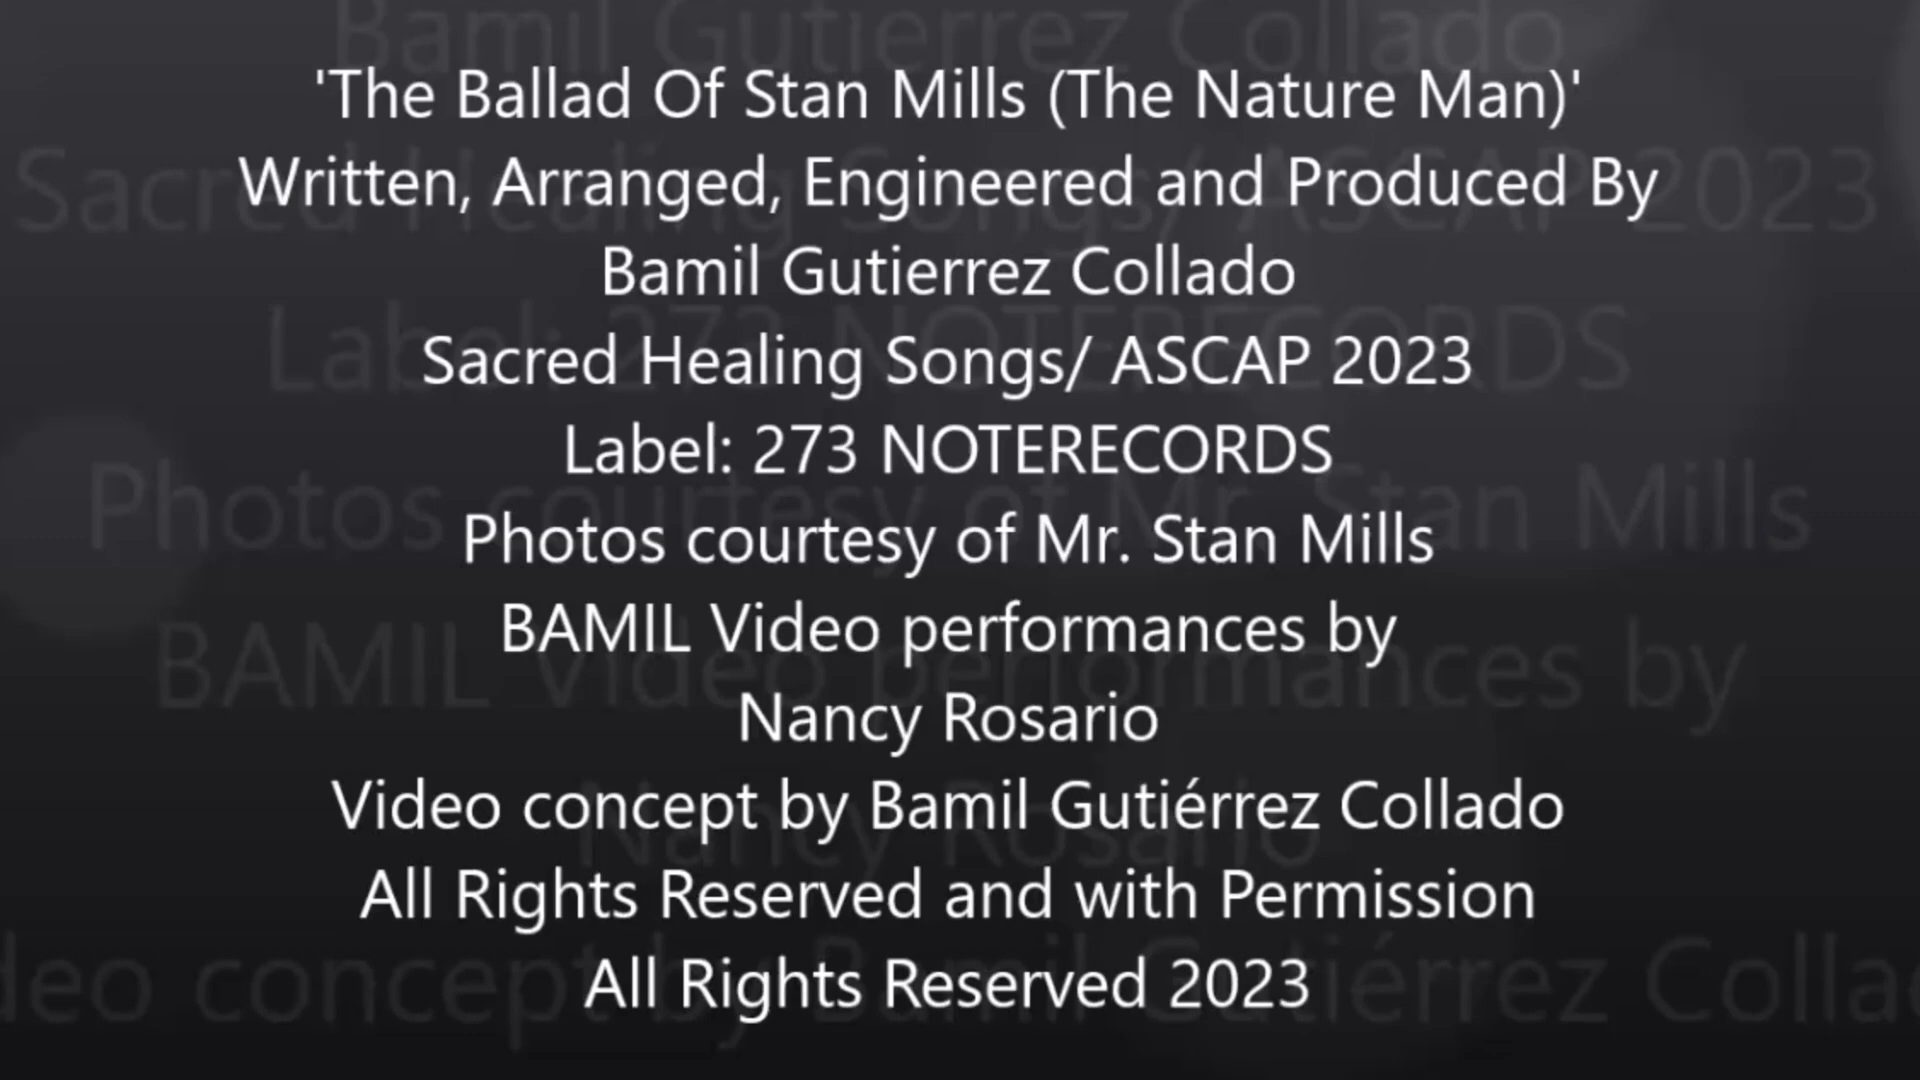 'The Ballad Of Stan Mills (The Nature Man)'
Written, Arranged, Engineered and Produced By
Bamil Gutierrez Collado
Sacred Healing Songs/ ASCAP 2023
Label: 273 NOTERECORDS
Photos courtesy of Mr. Stan Mills
BAMIL Video performances by
Nancy Rosario
Video concept by Bamil Gutiérrez Collado
All Rights Reserved and with Permission
All Rights Reserved 2023